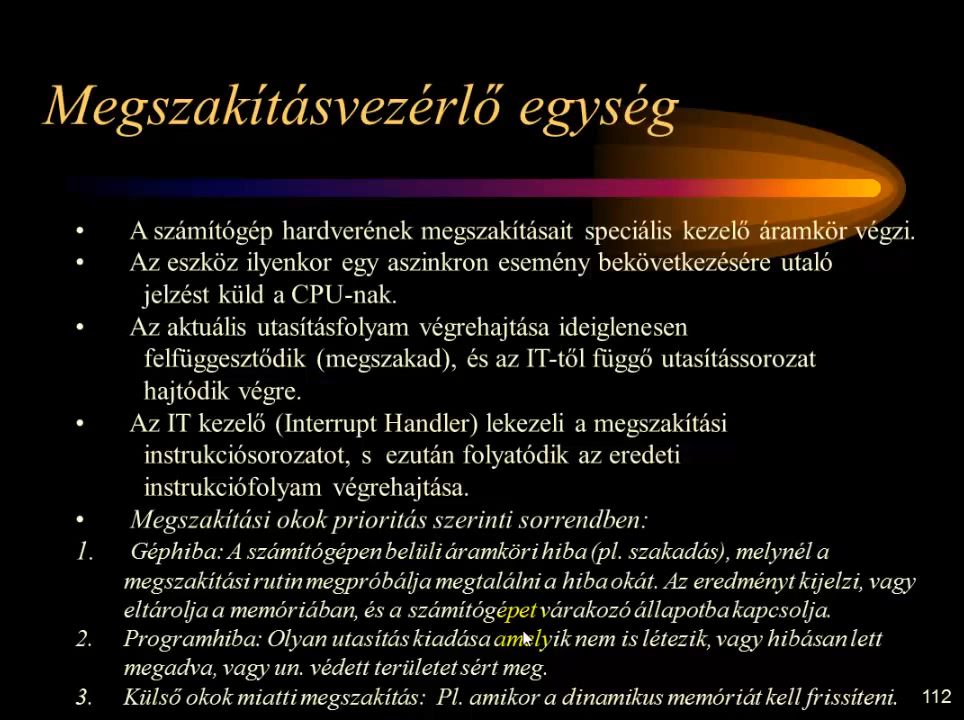 Megszakításvezérlő egység
• A számítógép hardverének megszakításait speciális kezelő áramkör végzi.
• Az eszköz ilyenkor egy aszinkron esemény bekövetkezésére utaló
jelzést küld a CPU-nak.
• Az aktuális utasításfolyam végrehajtása ideiglenesen
felfüggesztődik (megszakad), és az IT-től függő utasítássorozat
hajtódik végre.
• Az IT kezelő (Interrupt Handler) lekezeli a megszakítási
instrukciósorozatot, s ezután folyatódik az eredeti
instrukciófolyam végrehajtása.
• Megszakítási okok prioritás szerinti sorrendben:
1. Géphiba: A számítógépen belüli áramköri hiba (pl. szakadás), melynél a
megszakítási rutin megpróbálja megtalálni a hiba okát. Az eredményt kijelzi, vagy
eltárolja a memóriában, és a számítógépet várakozó állapotba kapcsolja.
2. Programhiba: Olyan utasítás kiadása amelyik nem is létezik, vagy hibásan lett
megadva, vagy un. védett területet sért meg.
3. Külső okok miatti megszakítás: Pl. amikor a dinamikus memóriát kell frissíteni.
112